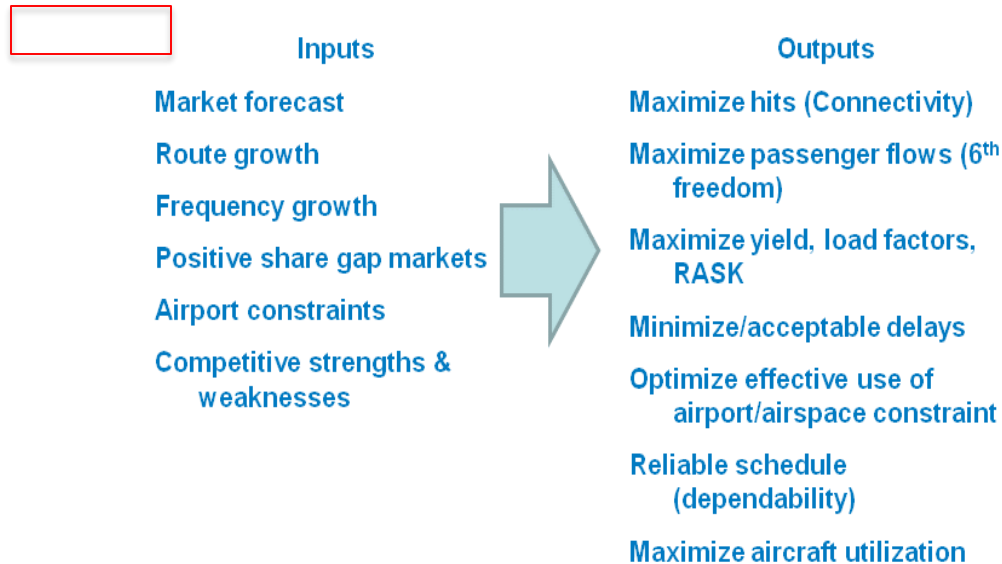 Inputs
Market forecast
Route growth
Frequency growth
Positive share gap markets
Airport constraints
Competitive strengths &
weaknesses
Outputs
Maximize hits (Connectivity)
Maximize passenger flows (6th
freedom)
Maximize yield, load factors,
RASK
Minimize/acceptable delays
Optimize effective use of
airport/airspace constraint
Reliable schedule
(dependability)
Maximize aircraft utilization